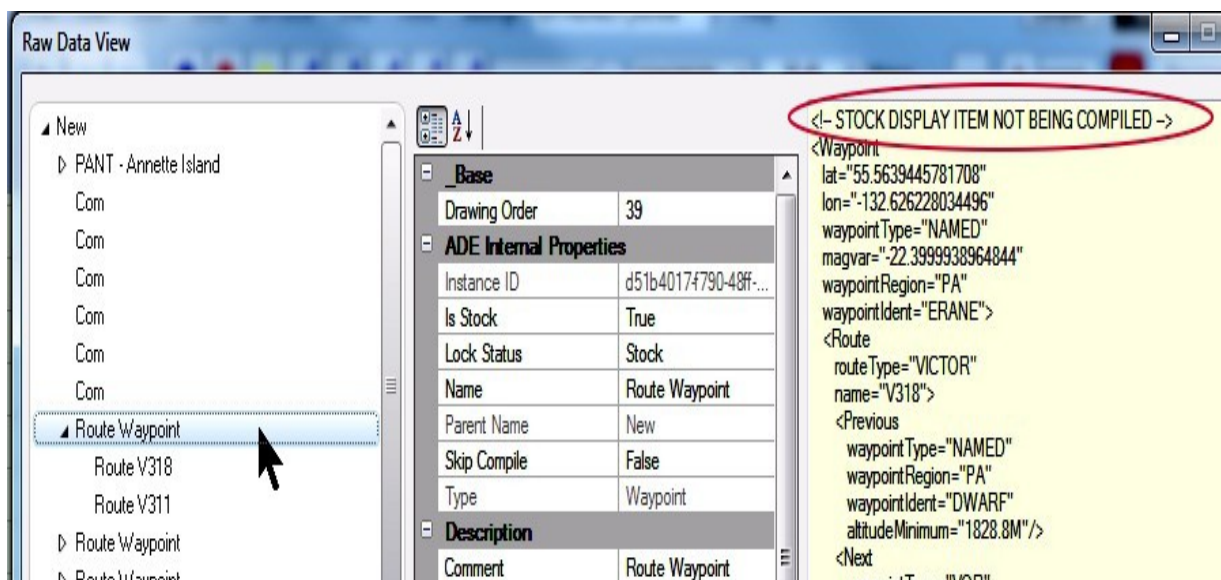 Raw Data View
New
PANT - Annette Island
Com
Com
Com
Com
Com
Com
Route Waypoint
Route V318
Route V311
Route Waypoint
Route Waypoint
A
Z
_Base
Drawing Order 39
ADE Internal Properties
Instance ID d51b4017-f790-48ff-...
Is Stock True
Lock Status Stock
Name Route Waypoint
Parent Name New
Skip Compile False
Type Waypoint
Description
Comment Route Waypoint
<!-- STOCK DISPLAY ITEM NOT BEING COMPILED -->
<Waypoint
lat="55.5639445781708"
lon="-132.626228034496"
waypointType="NAMED"
magvar="-22.3999938964844"
waypointRegion="PA"
waypointIdent="ERANE">
<Route
routeType="VICTOR"
name="V318">
<Previous
waypointType="NAMED"
waypointRegion="PA"
waypointIdent="DWARF"
altitudeMinimum="1828.8M"/>
<Next
waypointType="VOR"